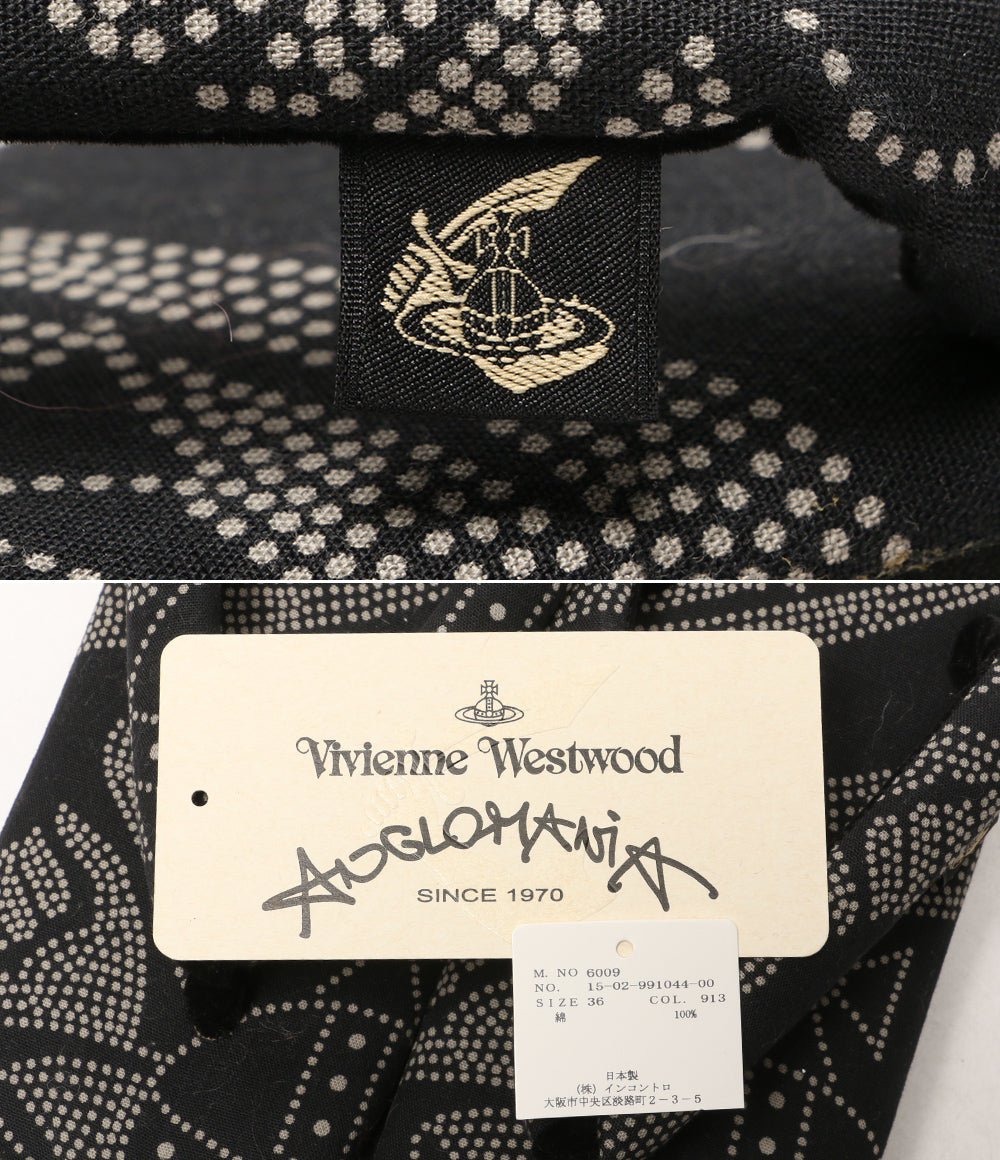 Vivienne Westwood
ANGLOMANiA
SINCE 1970
M. NO 6009
NO. 15-02-991044-00
SIZE 36 COL. 913
綿 100%
日本製
(株) インコントロ
大阪市中央区淡路町2-3-5